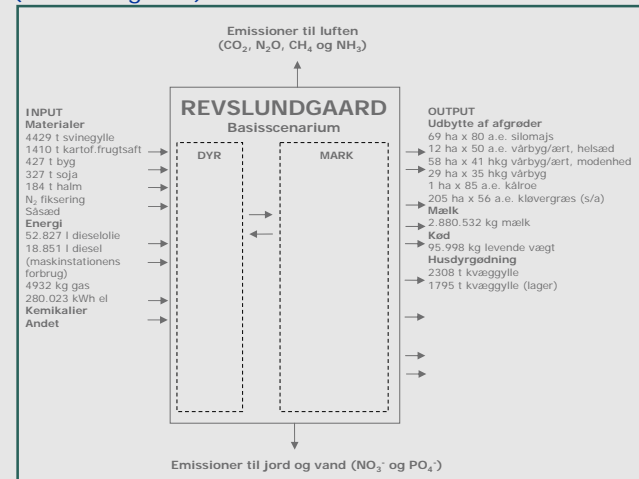 Emissioner til luften
(CO₂, N₂O, CH₄ og NH₃)
INPUT
Materialer
4429 t svinegylle
1410 t kartof.frugtsaft
427 t byg
327 t soja
184 t halm
N₂ fiksering
Såsæd
Energi
52.827 l dieselolie
18.851 l diesel
(maskinstationens
forbrug)
4932 kg gas
280.023 kWh el
Kemikalier
Andet
REVSLUNDGAARD
Basisscenarium
DYR
MARK
OUTPUT
Udbytte af afgrøder
69 ha x 80 a.e. silomajs
12 ha x 50 a.e. vårbyg/ært, helsæd
58 ha x 41 hkg vårbyg/ært, modenhed
29 ha x 35 hkg vårbyg
1 ha x 85 a.e. kålroe
205 ha x 56 a.e. kløvergræs (s/a)
Mælk
2.880.532 kg mælk
Kød
95.998 kg levende vægt
Husdyrgødning
2308 t kvæggylle
1795 t kvæggylle (lager)
Emissioner til jord og vand (NO₃⁻ og PO₄⁻)